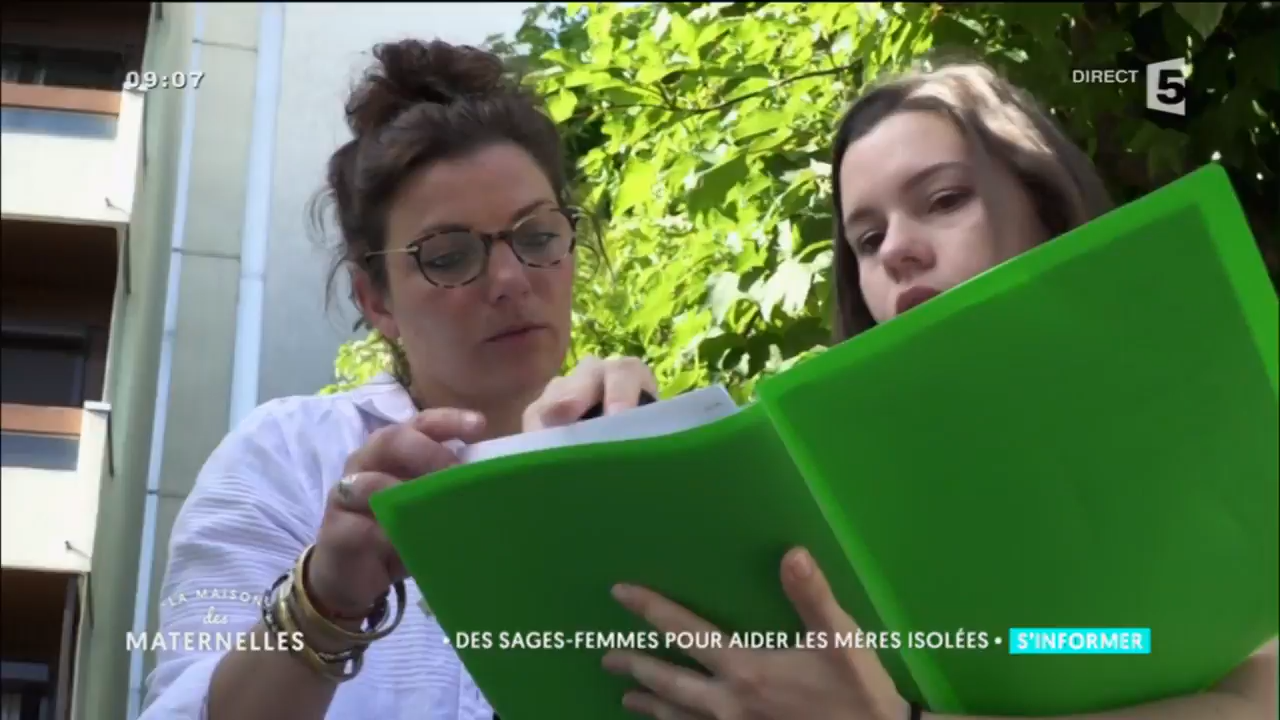 09:07
DIRECT 5
LA MAISON
des
MATERNELLES
• DES SAGES-FEMMES POUR AIDER LES MÈRES ISOLÉES • S'INFORMER